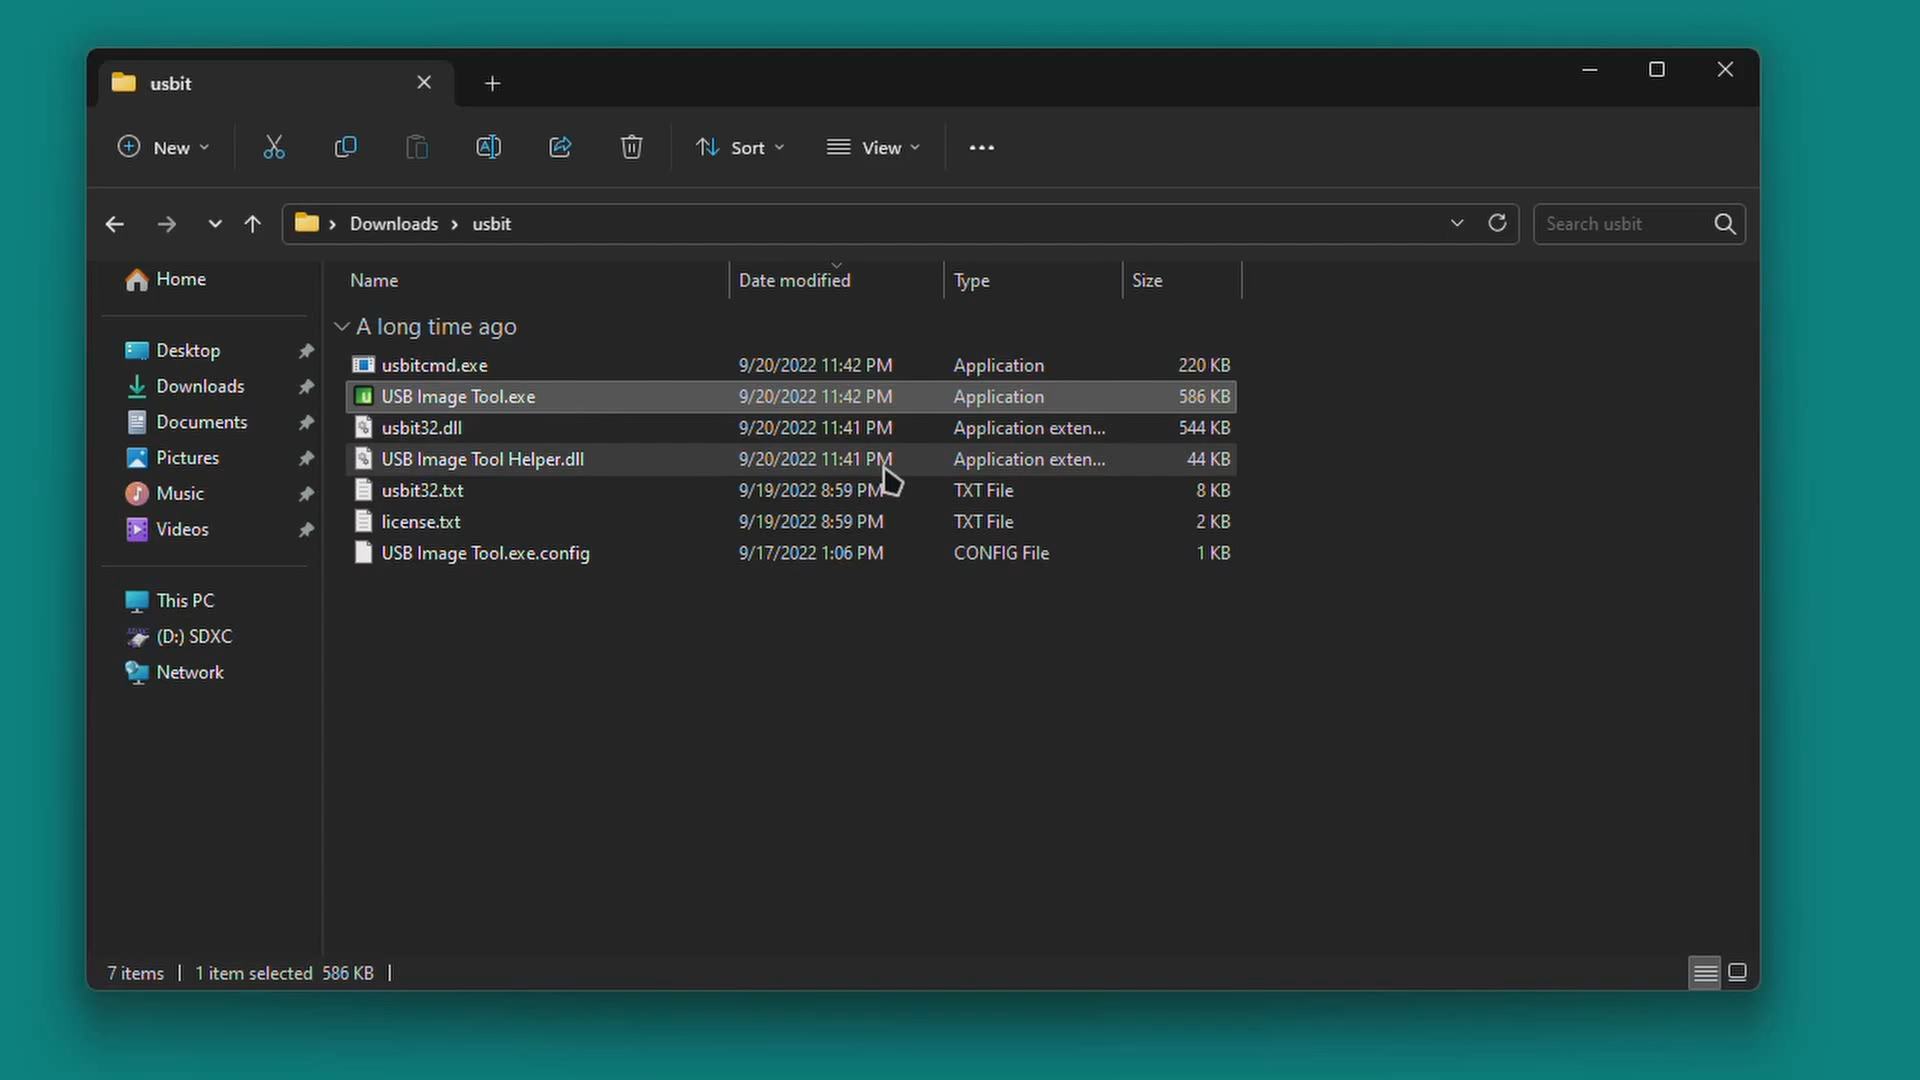 usbit
New
Sort
View
Downloads
usbit
Search usbit
Home
Desktop
Downloads
Documents
Pictures
Music
Videos
This PC
(D:) SDXC
Network
Name Date modified Type Size
A long time ago
usbitcmd.exe 9/20/2022 11:42 PM Application 220 KB
USB Image Tool.exe 9/20/2022 11:42 PM Application 586 KB
usbit32.dll 9/20/2022 11:41 PM Application exten... 544 KB
USB Image Tool Helper.dll 9/20/2022 11:41 PM Application exten... 44 KB
usbit32.txt 9/19/2022 8:59 PM TXT File 8 KB
license.txt 9/19/2022 8:59 PM TXT File 2 KB
USB Image Tool.exe.config 9/17/2022 1:06 PM CONFIG File 1 KB
7 items 1 item selected 586 KB